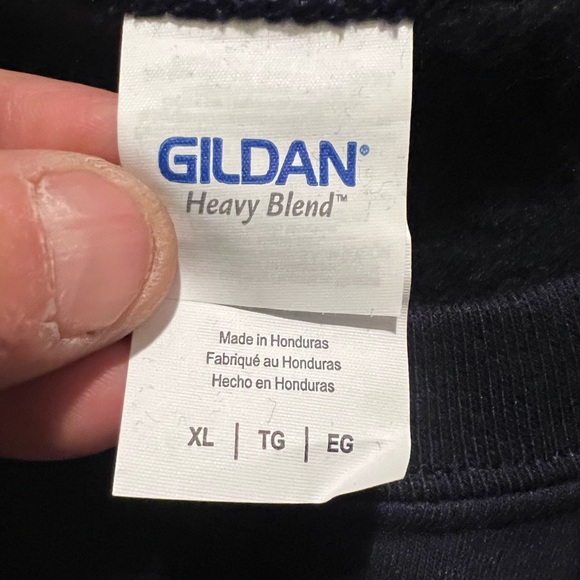 GILDAN®
Heavy Blend™
Made in Honduras
Fabriqué au Honduras
Hecho en Honduras
XL | TG | EG